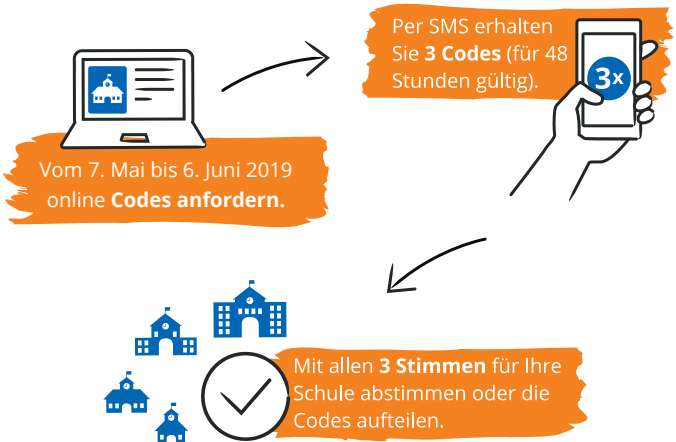 Vom 7. Mai bis 6. Juni 2019
online Codes anfordern.
Per SMS erhalten
Sie 3 Codes (für 48
Stunden gültig).
3x
Mit allen 3 Stimmen für Ihre
Schule abstimmen oder die
Codes aufteilen.